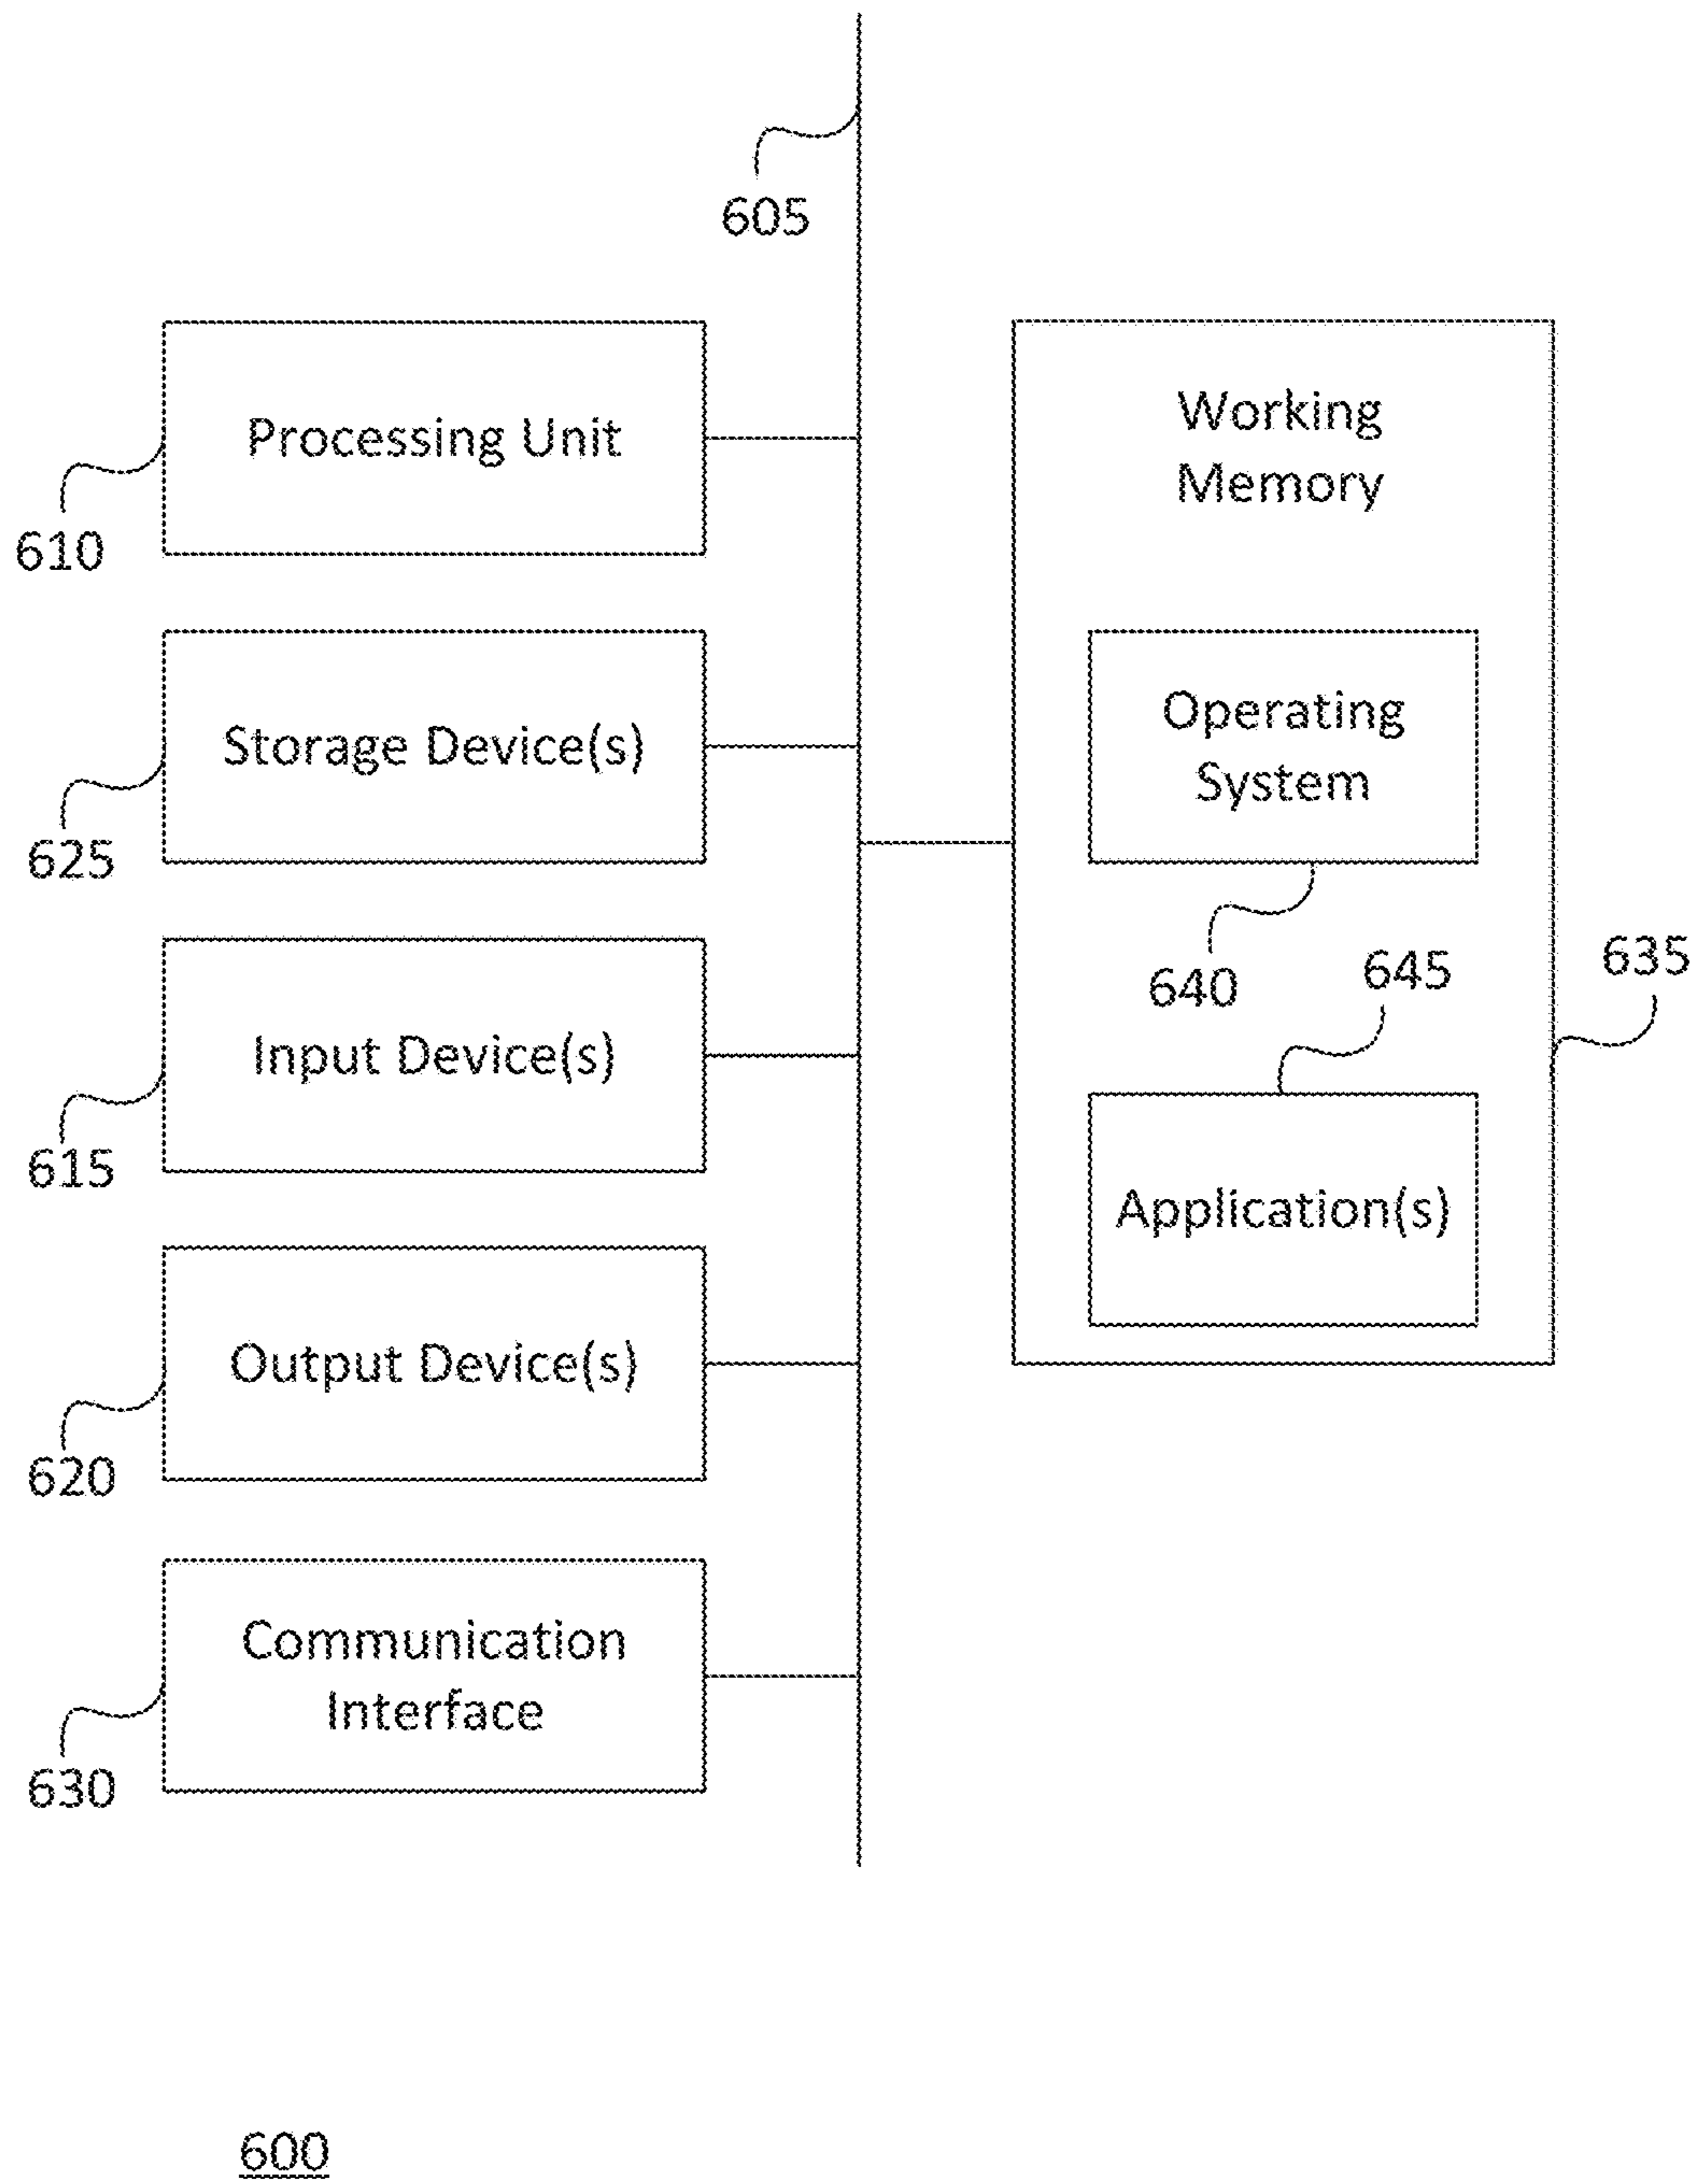 605
Processing Unit
610
Storage Device(s)
625
Input Device(s)
615
Output Device(s)
620
Communication
Interface
630
Working
Memory
Operating
System
640
645
635
Application(s)
600